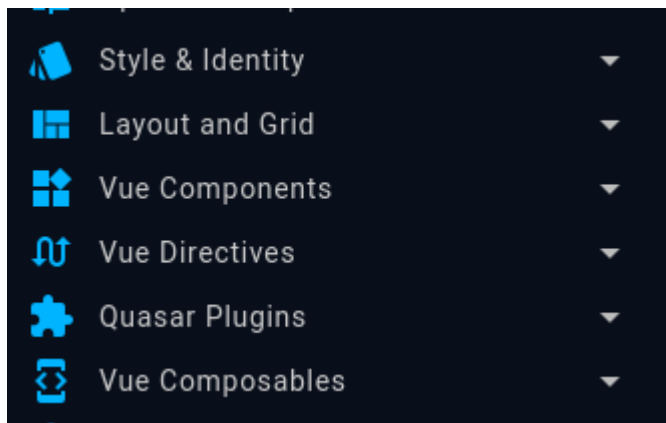 Style & Identity
Layout and Grid
Vue Components
Vue Directives
Quasar Plugins
Vue Composables